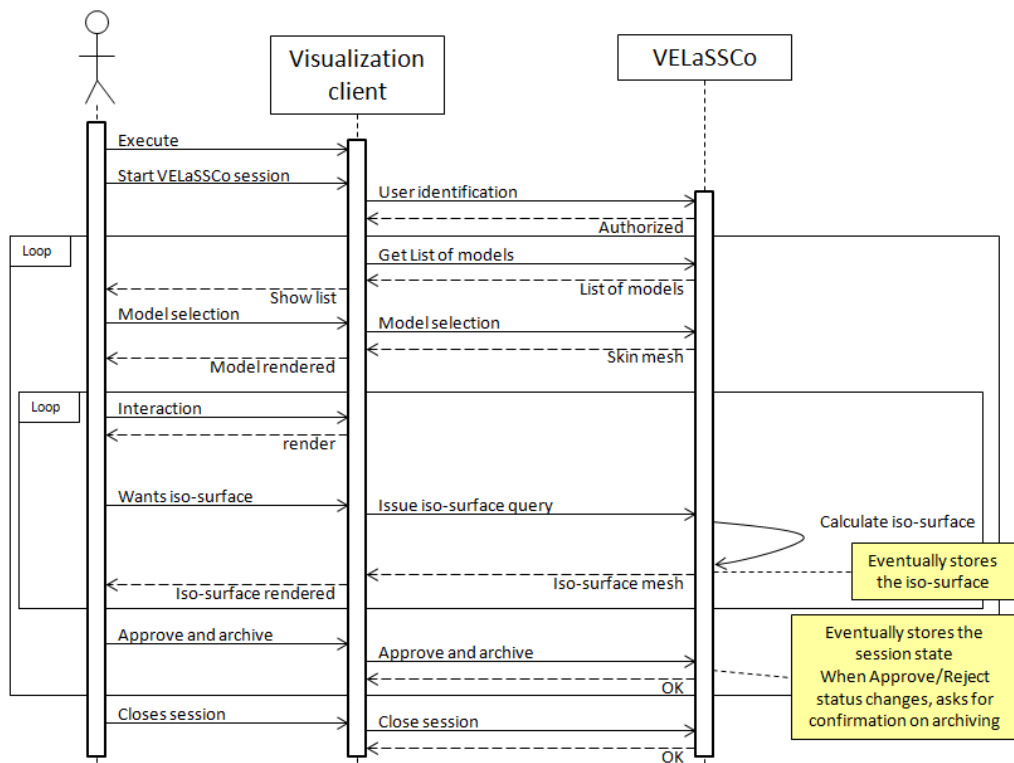 Visualization
client
VELaSSCo
Execute
Start VELaSSCo session
User identification
Authorized
Loop
Get List of models
List of models
Show list
Model selection
Model selection
Skin mesh
Model rendered
Loop
Interaction
render
Wants iso-surface
Issue iso-surface query
Calculate iso-surface
Eventually stores
the iso-surface
Iso-surface mesh
Iso-surface rendered
Approve and archive
Approve and archive
Eventually stores the
session state
When Approve/Reject
status changes, asks for
confirmation on archiving
OK
Closes session
Close session
OK